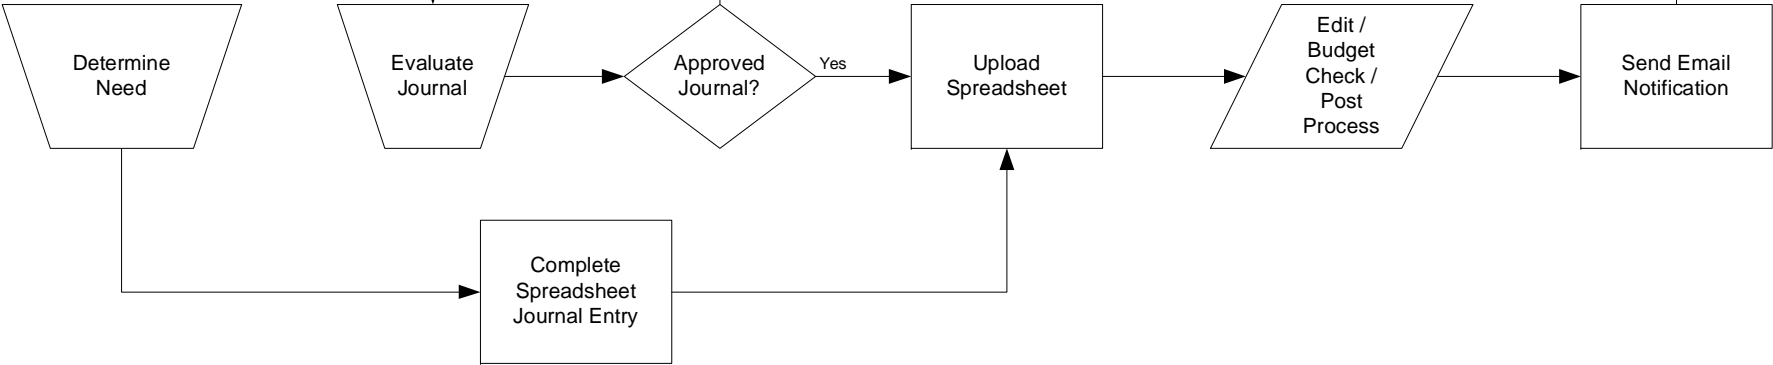 Determine
Need
Evaluate
Journal
Approved
Journal?
Yes
Upload
Spreadsheet
Edit /
Budget
Check /
Post
Process
Send Email
Notification
Complete
Spreadsheet
Journal Entry